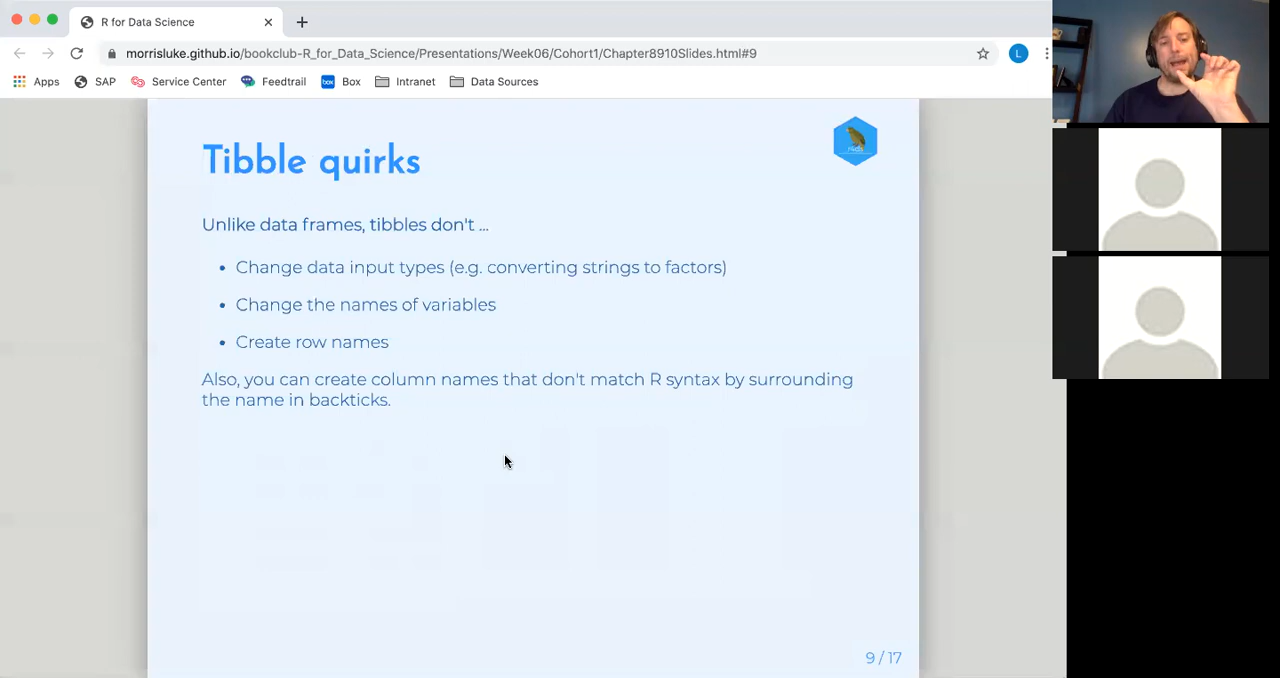 R for Data Science
morrisluke.github.io/bookclub-R_for_Data_Science/Presentations/Week06/Cohort1/Chapter8910Slides.html#9
L
Apps SAP Service Center Feedtrail box Box Intranet Data Sources
Tibble quirks
Unlike data frames, tibbles don't ...
• Change data input types (e.g. converting strings to factors)
• Change the names of variables
• Create row names
Also, you can create column names that don't match R syntax by surrounding
the name in backticks.
9 / 17